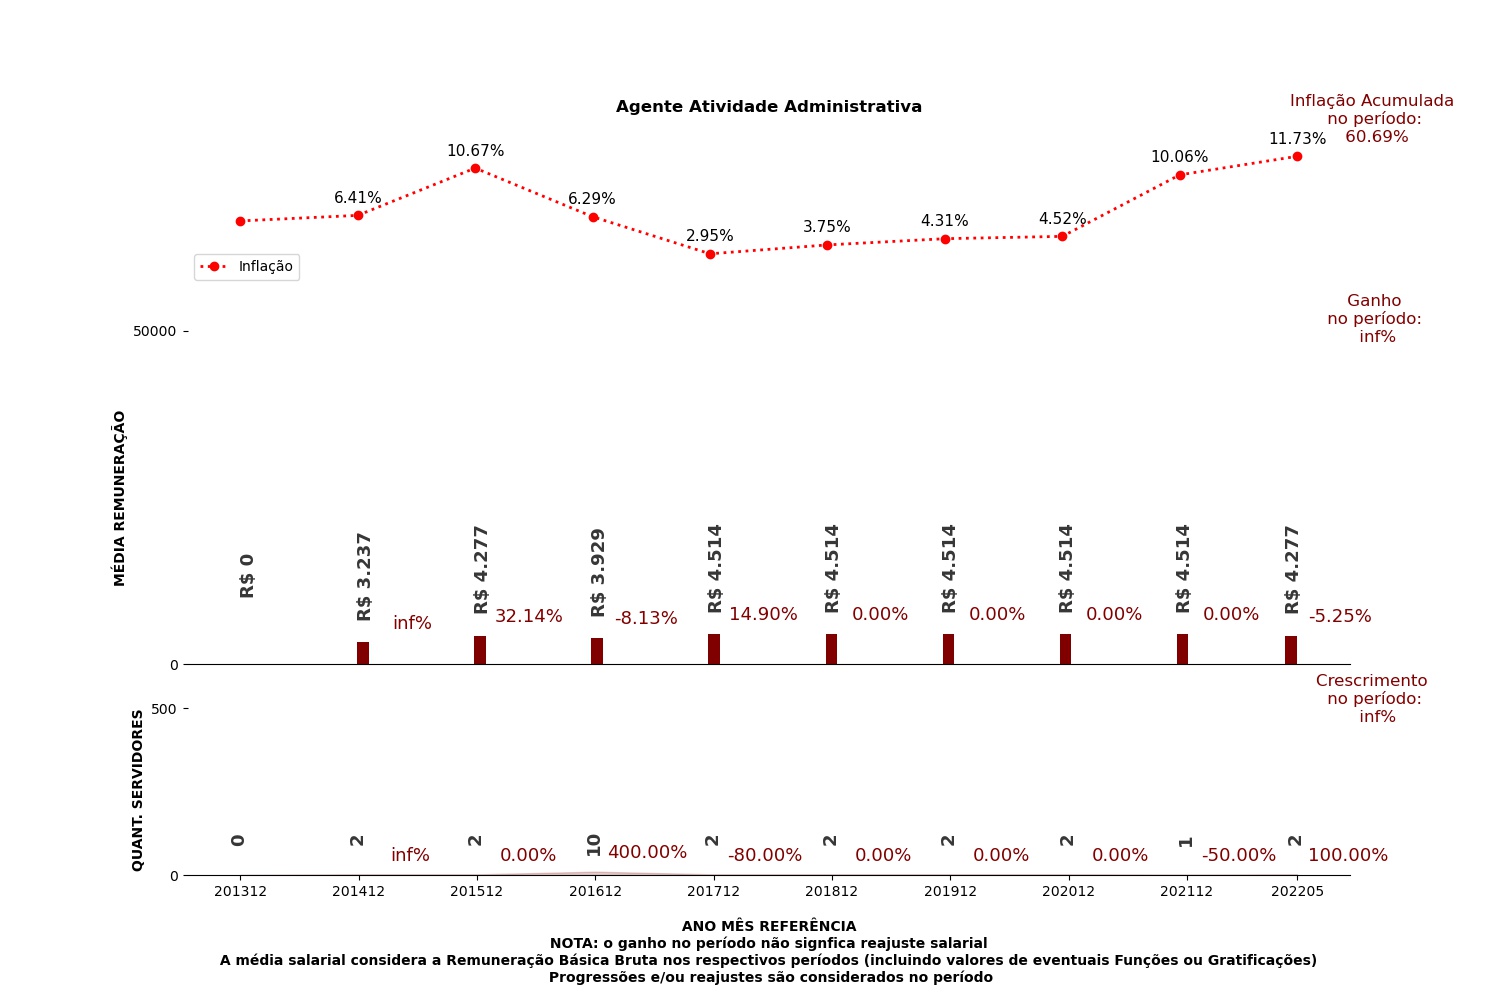 Agente Atividade Administrativa
Inflação Acumulada
no período:
60.69%
6.41%
10.67%
6.29%
2.95%
3.75%
4.31%
4.52%
10.06%
11.73%
Inflação
Ganho
no período:
inf%
MÉDIA REMUNERAÇÃO
50000
0
R$ 0
R$ 3.237
R$ 4.277
R$ 3.929
R$ 4.514
R$ 4.514
R$ 4.514
R$ 4.514
R$ 4.514
R$ 4.277
inf%
32.14%
-8.13%
14.90%
0.00%
0.00%
0.00%
0.00%
-5.25%
Crescrimento
no período:
inf%
QUANT. SERVIDORES
500
0
0
2
2
10
2
2
2
2
1
2
inf%
0.00%
400.00%
-80.00%
0.00%
0.00%
0.00%
-50.00%
100.00%
201312
201412
201512
201612
201712
201812
201912
202012
202112
202205
ANO MÊS REFERÊNCIA
NOTA: o ganho no período não signfica reajuste salarial
A média salarial considera a Remuneração Básica Bruta nos respectivos períodos (incluindo valores de eventuais Funções ou Gratificações)
Progressões e/ou reajustes são considerados no período